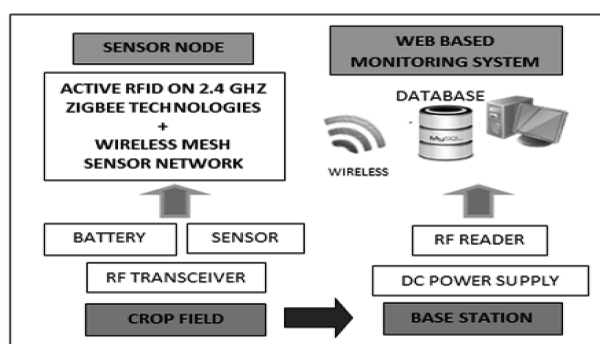 SENSOR NODE
ACTIVE RFID ON 2.4 GHZ
ZIGBEE TECHNOLOGIES
+
WIRELESS MESH
SENSOR NETWORK
BATTERY
SENSOR
RF TRANSCEIVER
CROP FIELD
WEB BASED
MONITORING SYSTEM
DATABASE
MySQL
WIRELESS
RF READER
DC POWER SUPPLY
BASE STATION